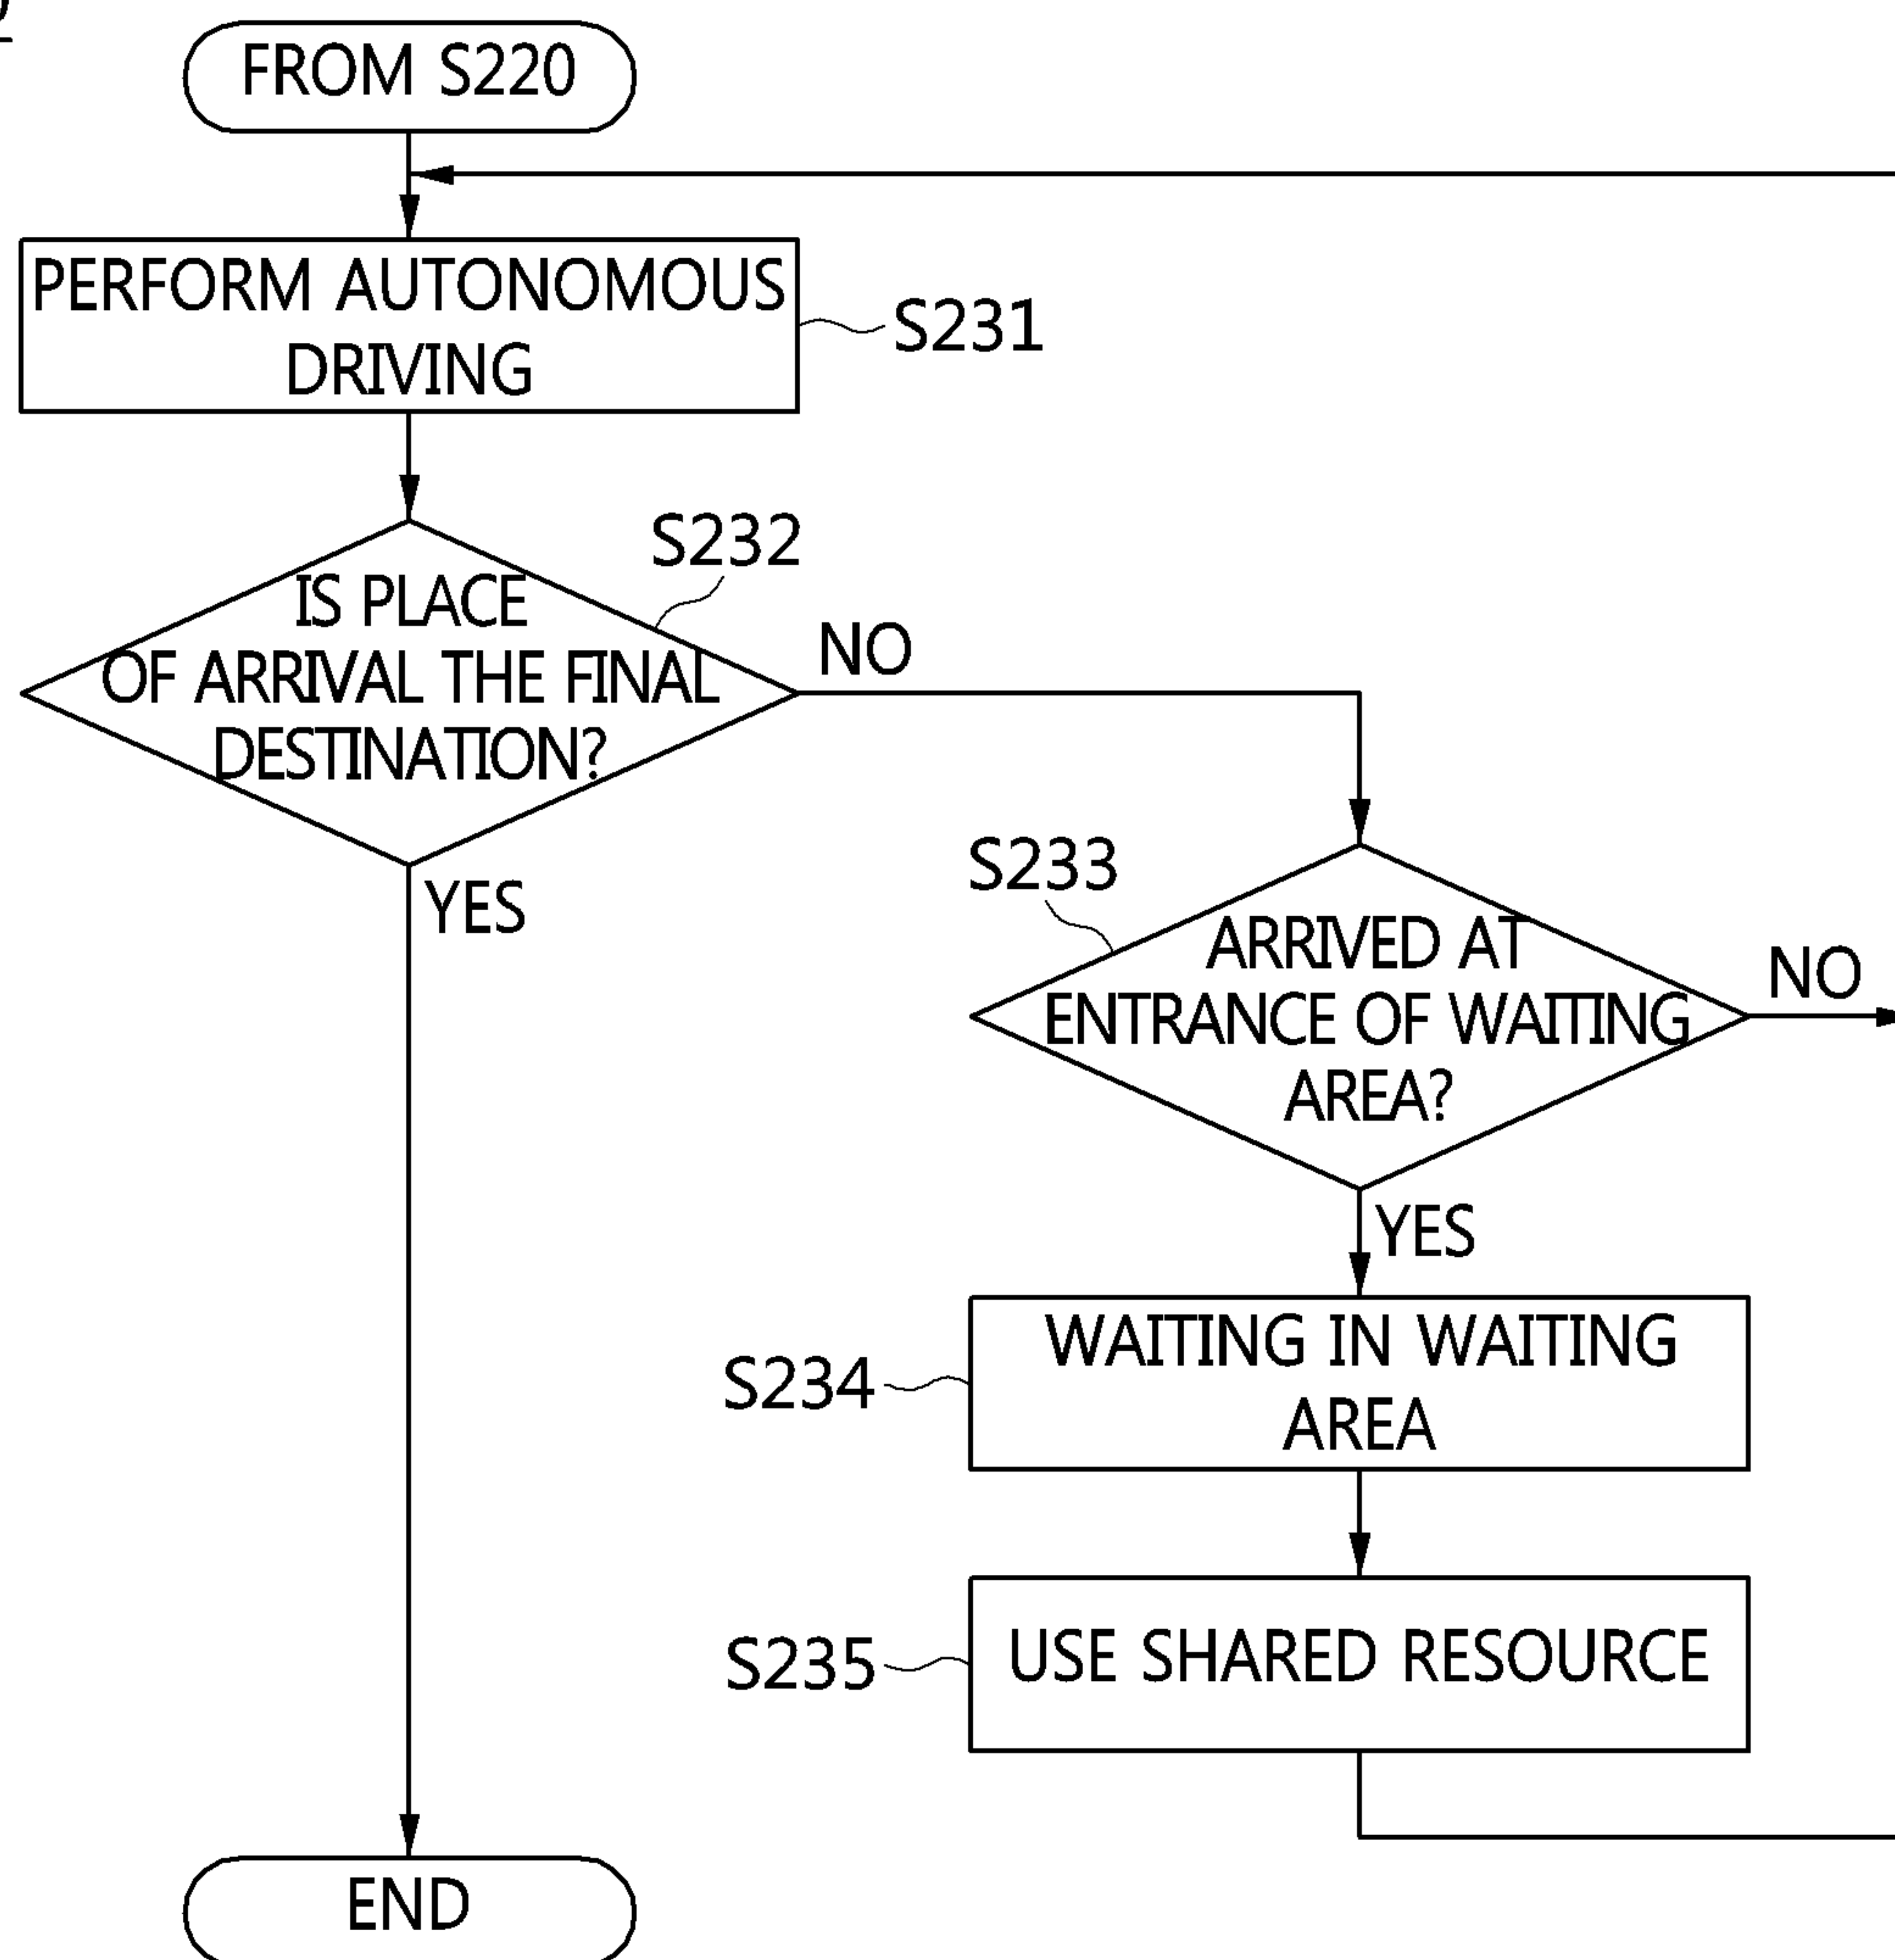 FROM S220
PERFORM AUTONOMOUS
DRIVING
S231
S232
IS PLACE
OF ARRIVAL THE FINAL
DESTINATION?
NO
YES
S233
ARRIVED AT
ENTRANCE OF WAITING
AREA?
NO
YES
S234
WAITING IN WAITING
AREA
S235
USE SHARED RESOURCE
END